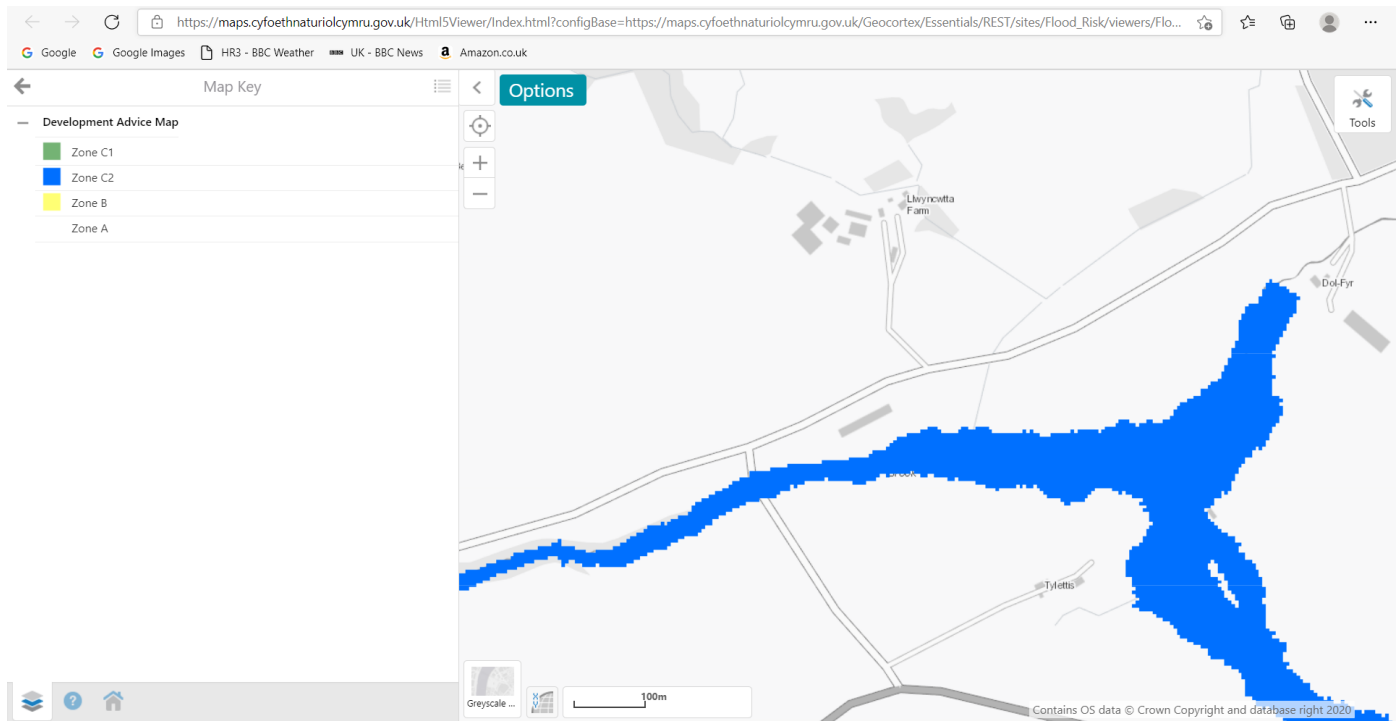 https://maps.cyfoethnaturiolcymru.gov.uk/Html5Viewer/Index.html?configBase=https://maps.cyfoethnaturiolcymru.gov.uk/Geocortex/Essentials/REST/sites/Flood_Risk/viewers/Flo...
Google
Google Images
HR3 - BBC Weather
UK - BBC News
Amazon.co.uk
Map Key
Options
Tools
Development Advice Map
Zone C1
Zone C2
Zone B
Zone A
Llwyncwtta
Farm
Dol-Fyr
Tylettis
Greyscale ...
100m
Contains OS data © Crown Copyright and database right 2020